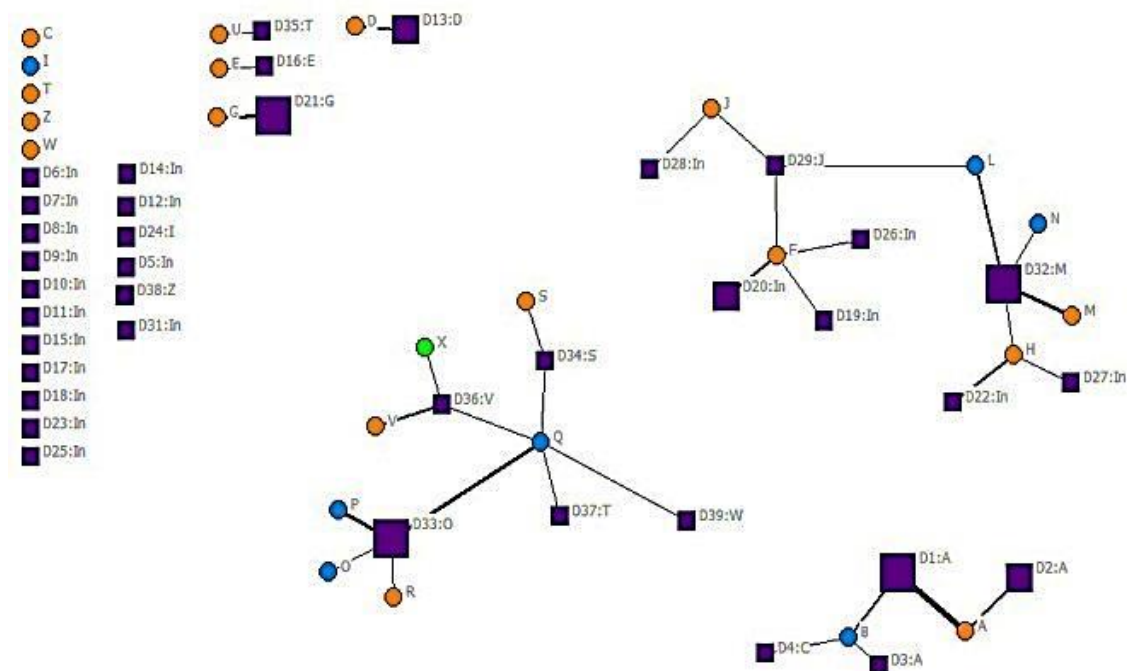 C
I
T
Z
W
D6:In
D7:In
D8:In
D9:In
D10:In
D11:In
D15:In
D17:In
D18:In
D23:In
D25:In
D14:In
D12:In
D24:I
D5:In
D38:Z
D31:In
U
D35:T
E
D16:E
G
D21:G
D
D13:D
J
D28:In
D29:J
L
N
F
D26:In
D20:In
D19:In
D32:M
M
H
D22:In
D27:In
S
X
D34:S
D36:V
V
Q
P
D33:O
O
R
D37:T
D39:W
D1:A
D2:A
B
A
D4:C
D3:A